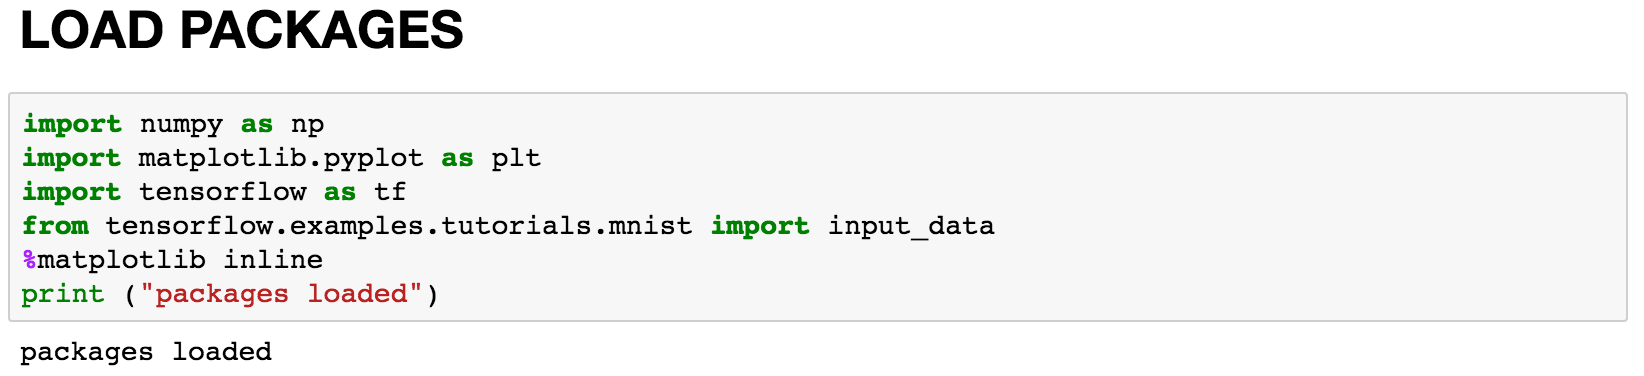 LOAD PACKAGES
import numpy as np
import matplotlib.pyplot as plt
import tensorflow as tf
from tensorflow.examples.tutorials.mnist import input_data
%matplotlib inline
print ("packages loaded")
packages loaded